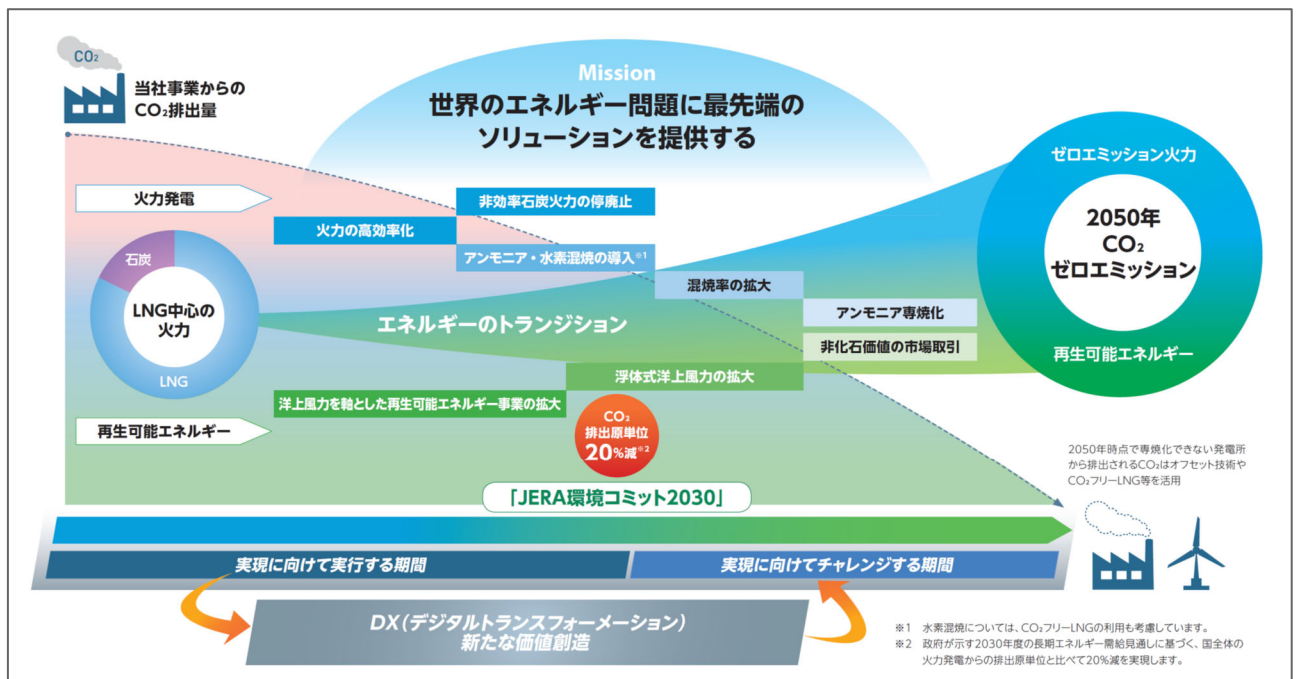 CO₂
当社事業からの
CO₂排出量
Mission
世界のエネルギー問題に最先端の
ソリューションを提供する
火力発電
非効率石炭火力の停廃止
火力の高効率化
アンモニア・水素混焼の導入※1
混焼率の拡大
アンモニア専焼化
石炭
LNG中心の
火力
LNG
エネルギーのトランジション
非化石価値の市場取引
浮体式洋上風力の拡大
洋上風力を軸とした再生可能エネルギー事業の拡大
再生可能エネルギー
CO₂
排出原単位
20%減※2
「JERA環境コミット2030」
ゼロエミッション火力
2050年
CO₂
ゼロエミッション
再生可能エネルギー
2050年時点で専焼化できない発電所
から排出されるCO₂はオフセット技術や
CO₂フリーLNG等を活用
実現に向けて実行する期間
実現に向けてチャレンジする期間
DX(デジタルトランスフォーメーション)
新たな価値創造
※1 水素混焼については、CO₂フリーLNGの利用も考慮しています。
※2 政府が示す2030年度の長期エネルギー需給見通しに基づく、国全体の
火力発電からの排出原単位と比べて20%減を実現します。